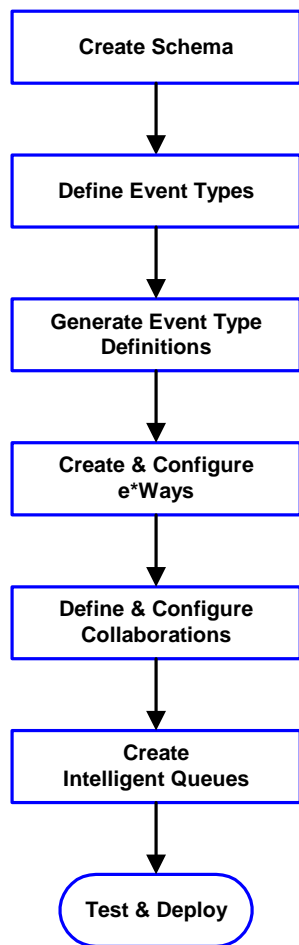 Create Schema
Define Event Types
Generate Event Type
Definitions
Create & Configure
e*Ways
Define & Configure
Collaborations
Create
Intelligent Queues
Test & Deploy